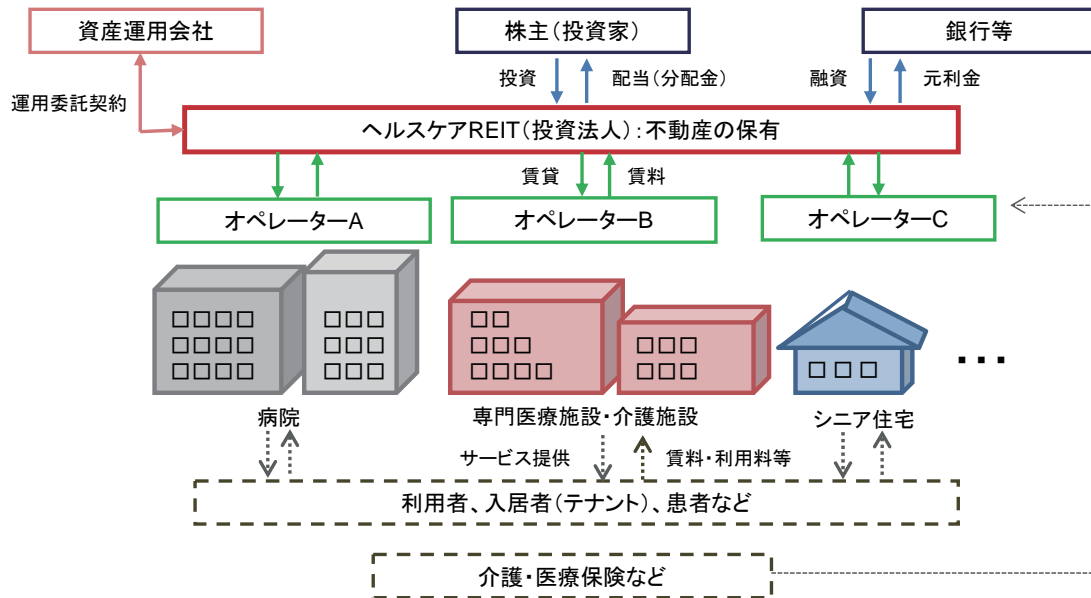 資産運用会社
株主(投資家)
銀行等
投資
配当(分配金)
融資
元利金
運用委託契約
ヘルスケアREIT(投資法人):不動産の保有
賃貸
賃料
オペレーターA
オペレーターB
オペレーターC
・・・
病院
専門医療施設・介護施設
シニア住宅
サービス提供
賃料・利用料等
利用者、入居者(テナント)、患者など
介護・医療保険など